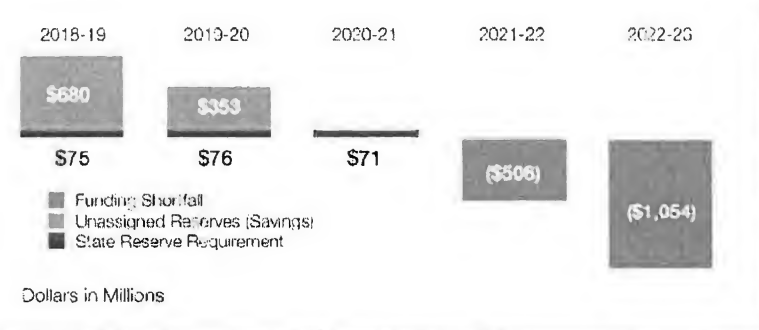 2018-19 2019-20 2020-21 2021-22 2022-23
$680 $353
$75 $76 $71
($506)
($1,054)
Funding Shortfall
Unassigned Reserves (Savings)
State Reserve Requirement
Dollars in Millions